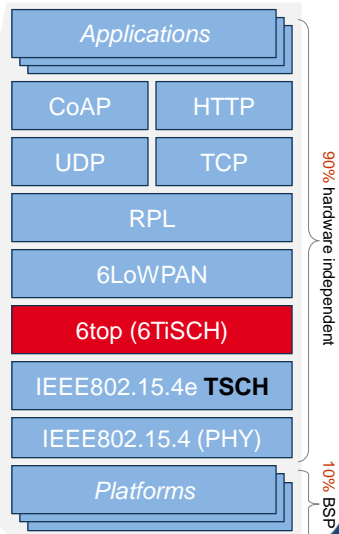 Applications
CoAP HTTP
UDP TCP
RPL
6LoWPAN
6top (6TiSCH)
IEEE802.15.4e TSCH
IEEE802.15.4 (PHY)
Platforms
90% hardware independent
10% BSP